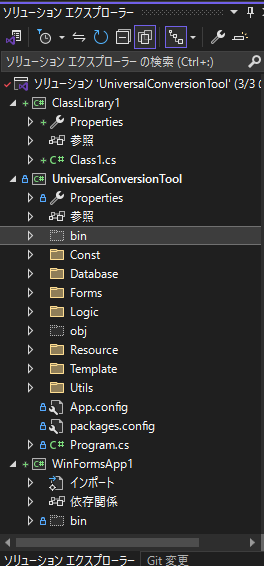 ソリューション エクスプローラー
ソリューション エクスプローラー の検索 (Ctrl+:)
ソリューション 'UniversalConversionTool' (3/3
ClassLibrary1
Properties
参照
Class1.cs
UniversalConversionTool
Properties
参照
bin
Const
Database
Forms
Logic
obj
Resource
Template
Utils
App.config
packages.config
Program.cs
WinFormsApp1
インポート
依存関係
bin
ソリューション エクスプローラー Git 変更